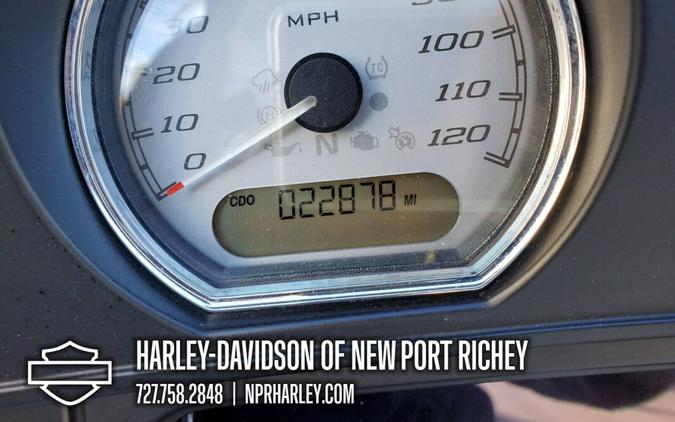 MPH
30
20
10
0
100
110
120
TC
N
CDO 022878 MI
HARLEY-DAVIDSON OF NEW PORT RICHEY
727.758.2848 | NPRHARLEY.COM